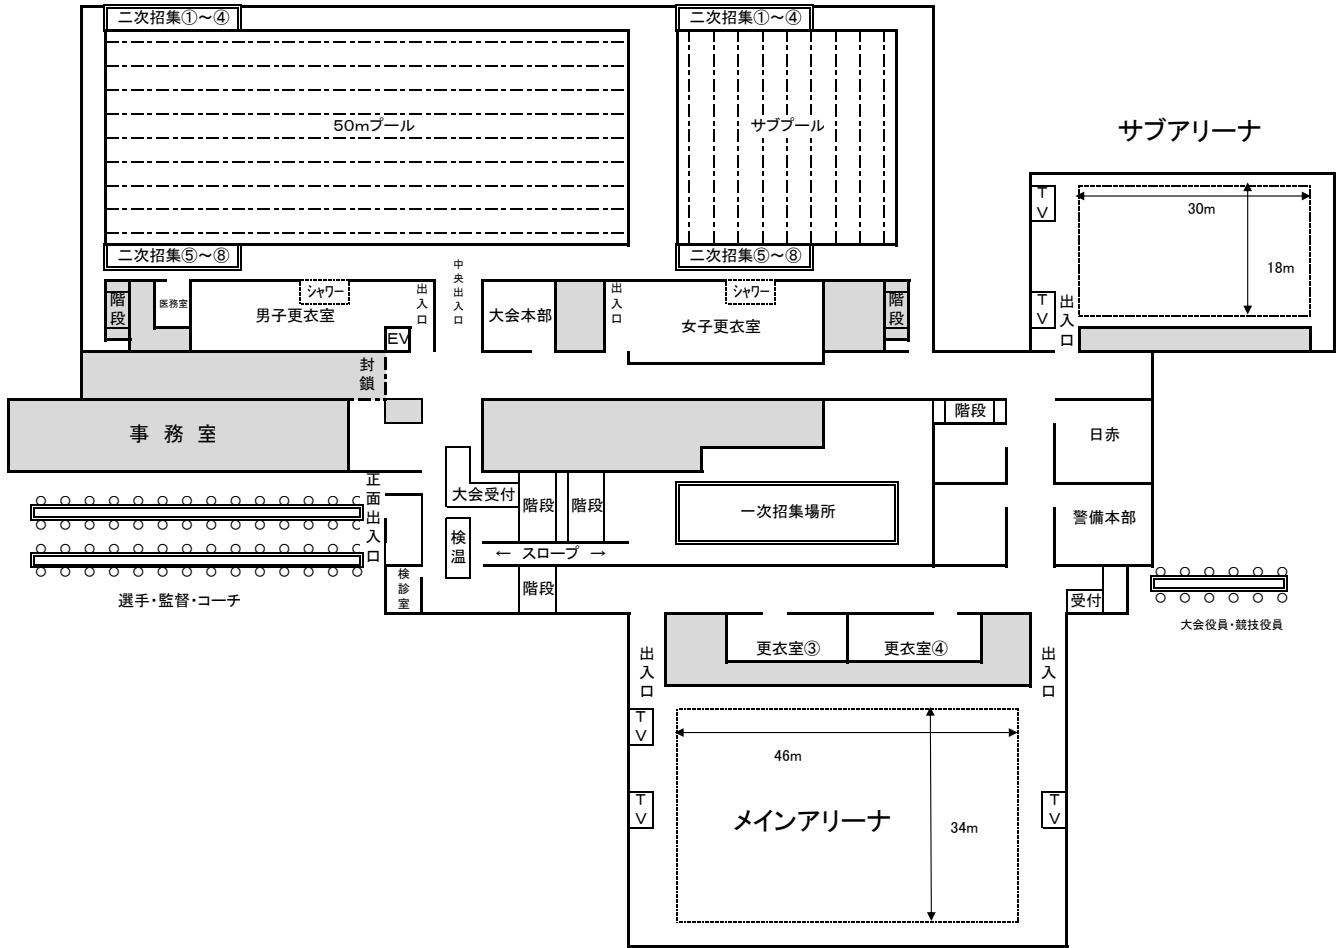 二次招集①～④
二次招集①～④
50mプール
サブプール
サブアリーナ
TV
30m
18m
二次招集⑤～⑧
二次招集⑤～⑧
中央出入口
階段
医務室
シャワー
男子更衣室
出入口
大会本部
出入口
シャワー
女子更衣室
階段
TV
出入口
EV
封鎖
事務室
階段
日赤
正面出入口
大会受付
階段
階段
一次招集場所
警備本部
検温
← スロープ →
検診室
階段
受付
選手・監督・コーチ
大会役員・競技役員
更衣室③
更衣室④
出入口
出入口
TV
46m
TV
メインアリーナ
34m
TV